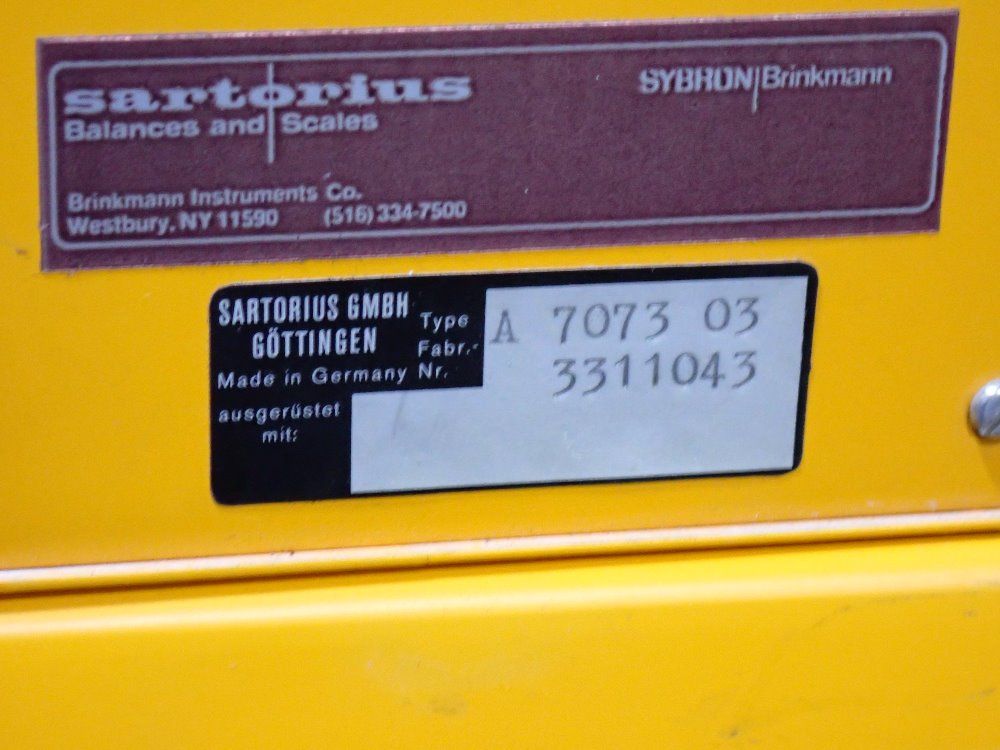 sartorius
Balances and Scales
SYBRON Brinkmann
Brinkmann Instruments Co.
Westbury, NY 11590 (516) 334-7500
SARTORIUS GMBH
GÖTTINGEN
Made in Germany
Type A 7073 03
Fabr.-
Nr. 3311043
ausgerüstet
mit: